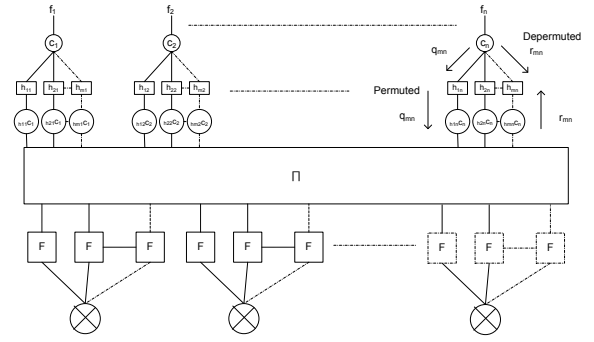 f1 f2 fn
c1 c2 cn
Depermuted
qmn rmn
h11 h21 hm1 h12 h22 hm2 h1n h2n hmn
Permuted
qmn rmn
h11c1 h21c1 hm1c1 h12c2 h22c2 hm2c2 h1ncn h2ncn hmncn
Π
F F F F F F F F F